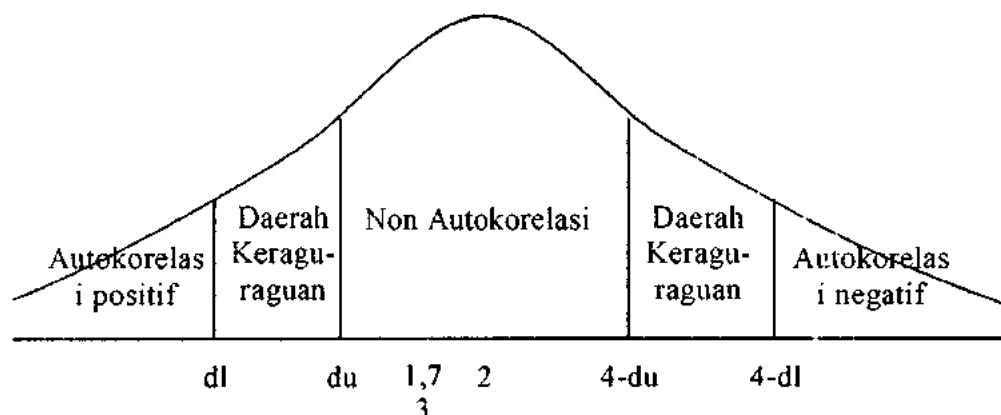 Autokorelas
i positif
Daerah
Keragu-
raguan
Non Autokorelasi
Daerah
Keragu-
raguan
Autokorelas
i negatif
dl du 1,7 2 4-du 4-dl
3